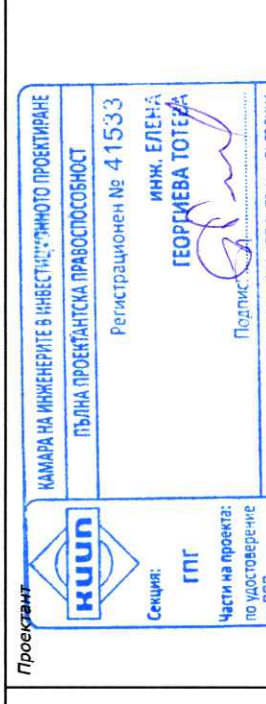 Проектант
КАМАРА НА ИНЖЕНЕРИТЕ В ИНВЕСТИЦИОННОТО ПРОЕКТИРАНЕ
ПЪЛНА ПРОЕКТАНТСКА ПРАВОСПОСОБНОСТ
КИИП
Регистрационен № 41533
Секция:
ГПГ
инж. ЕЛЕНА
ГЕОРГИЕВА ТОТЕВА
Части на проекта:
по удостоверение
Подпис: